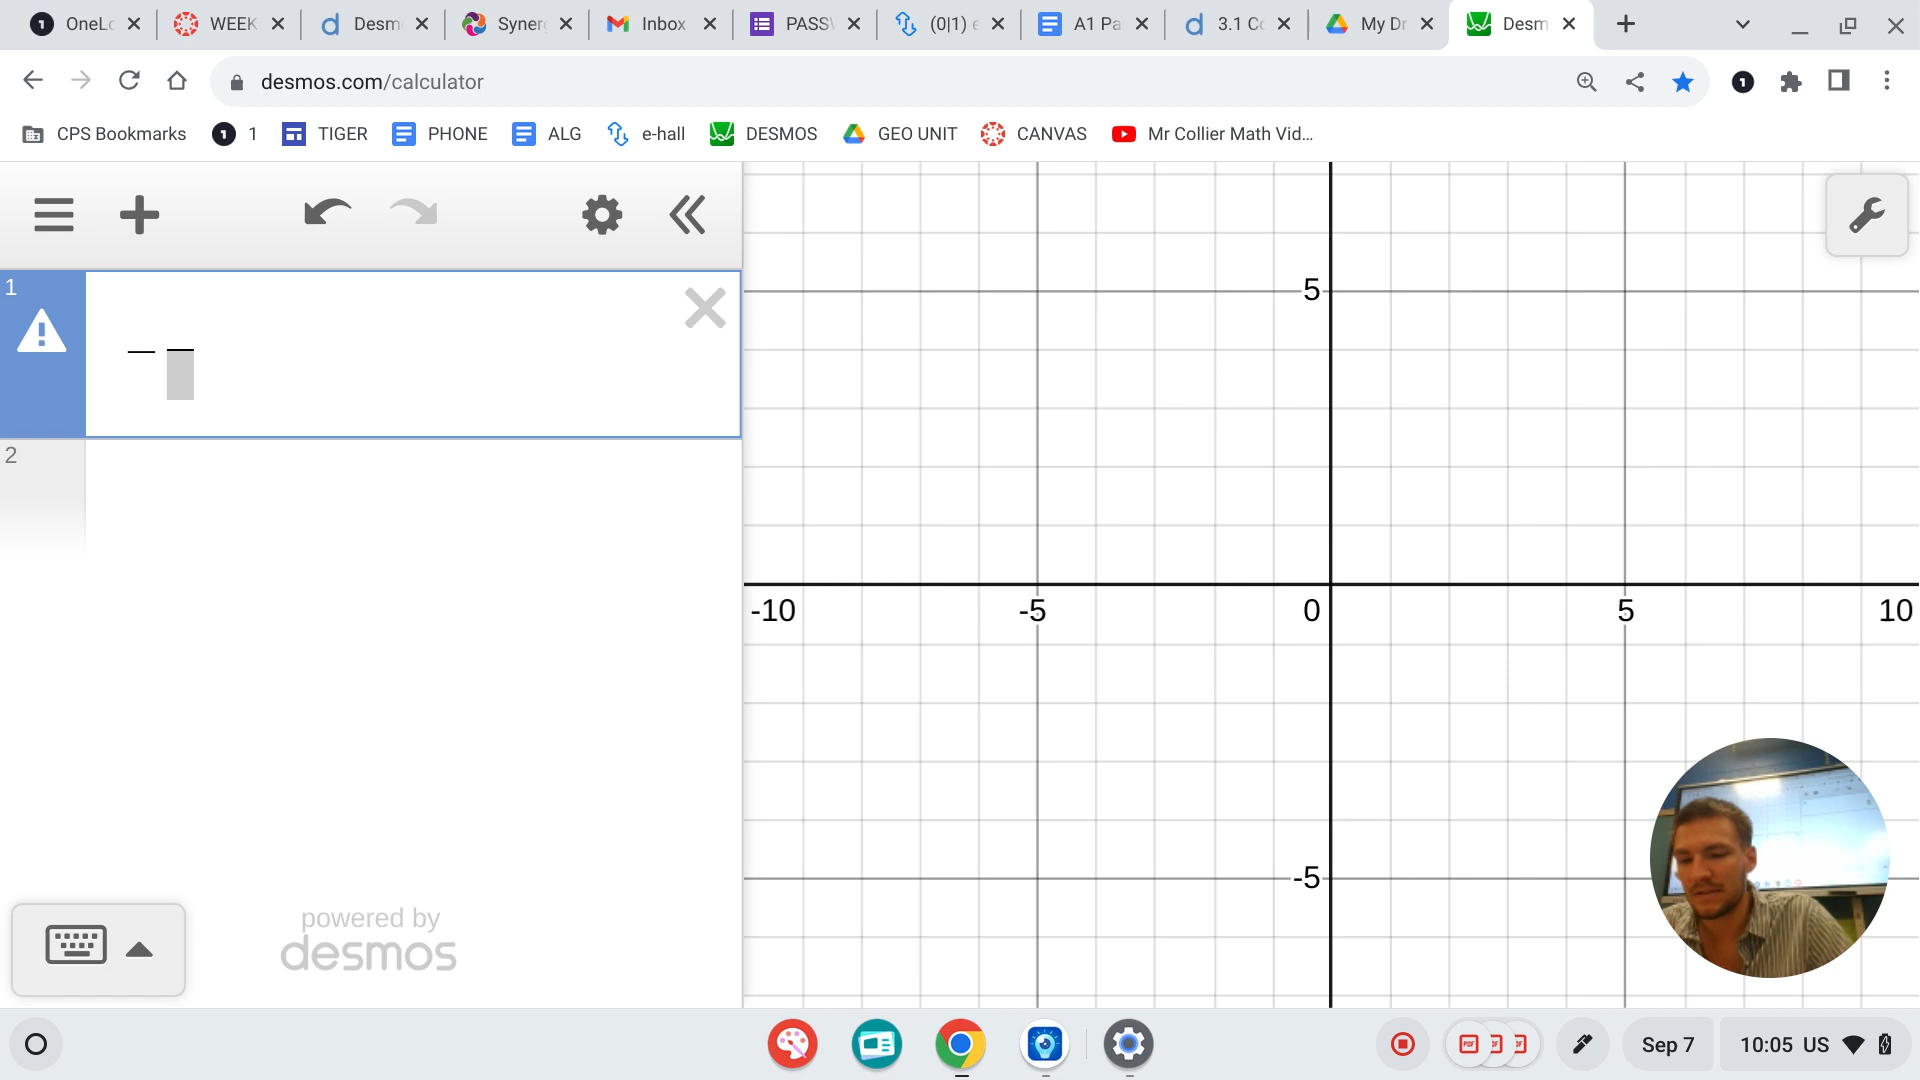 OneLo
WEEK
Desm
Syner
Inbox
PASSV
(0|1) e
A1 Pa
3.1 Co
My Dr
Desm
desmos.com/calculator
CPS Bookmarks
1
TIGER
PHONE
ALG
e-hall
DESMOS
GEO UNIT
CANVAS
Mr Collier Math Vid...
1
2
5
-10
-5
0
5
10
-5
powered by
desmos
Sep 7
10:05 US